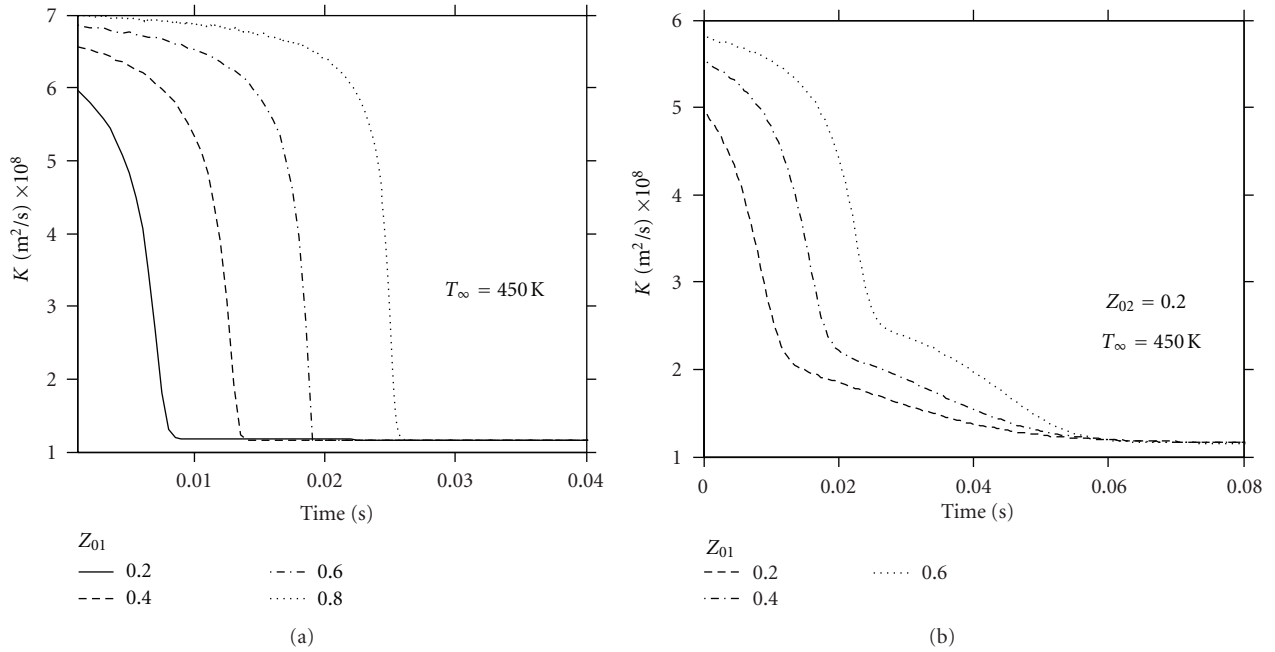 7
6
5
4
3
2
1
K (m²/s) ×10⁸
T∞ = 450 K
0.01 0.02 0.03 0.04
Time (s)
Z₀₁
0.2 0.6
0.4 0.8
(a)
6
5
4
3
2
1
K (m²/s) ×10⁸
Z₀₂ = 0.2
T∞ = 450 K
0 0.02 0.04 0.06 0.08
Time (s)
Z₀₁
0.2 0.6
0.4
(b)